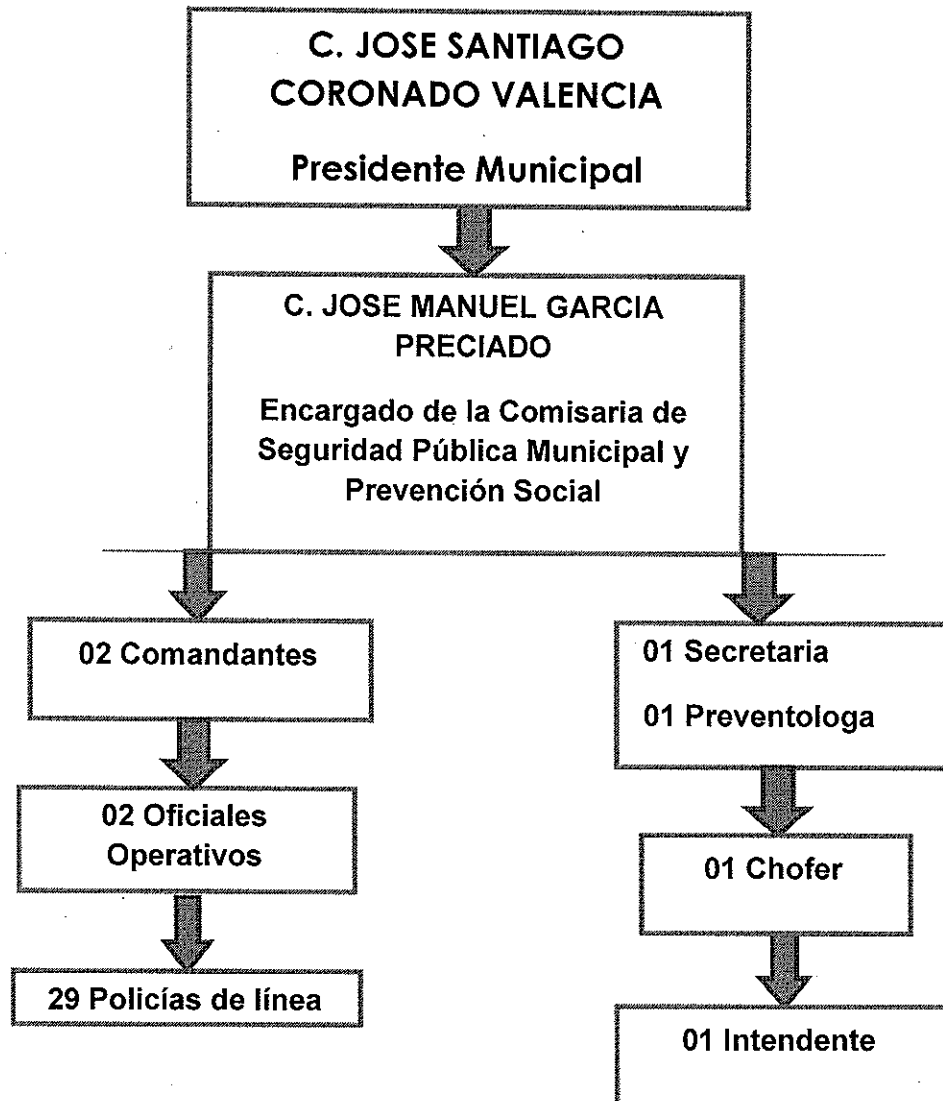 C. JOSE SANTIAGO
CORONADO VALENCIA
Presidente Municipal
C. JOSE MANUEL GARCIA
PRECIADO
Encargado de la Comisaria de
Seguridad Pública Municipal y
Prevención Social
02 Comandantes
02 Oficiales
Operativos
29 Policías de línea
01 Secretaria
01 Preventologa
01 Chofer
01 Intendente